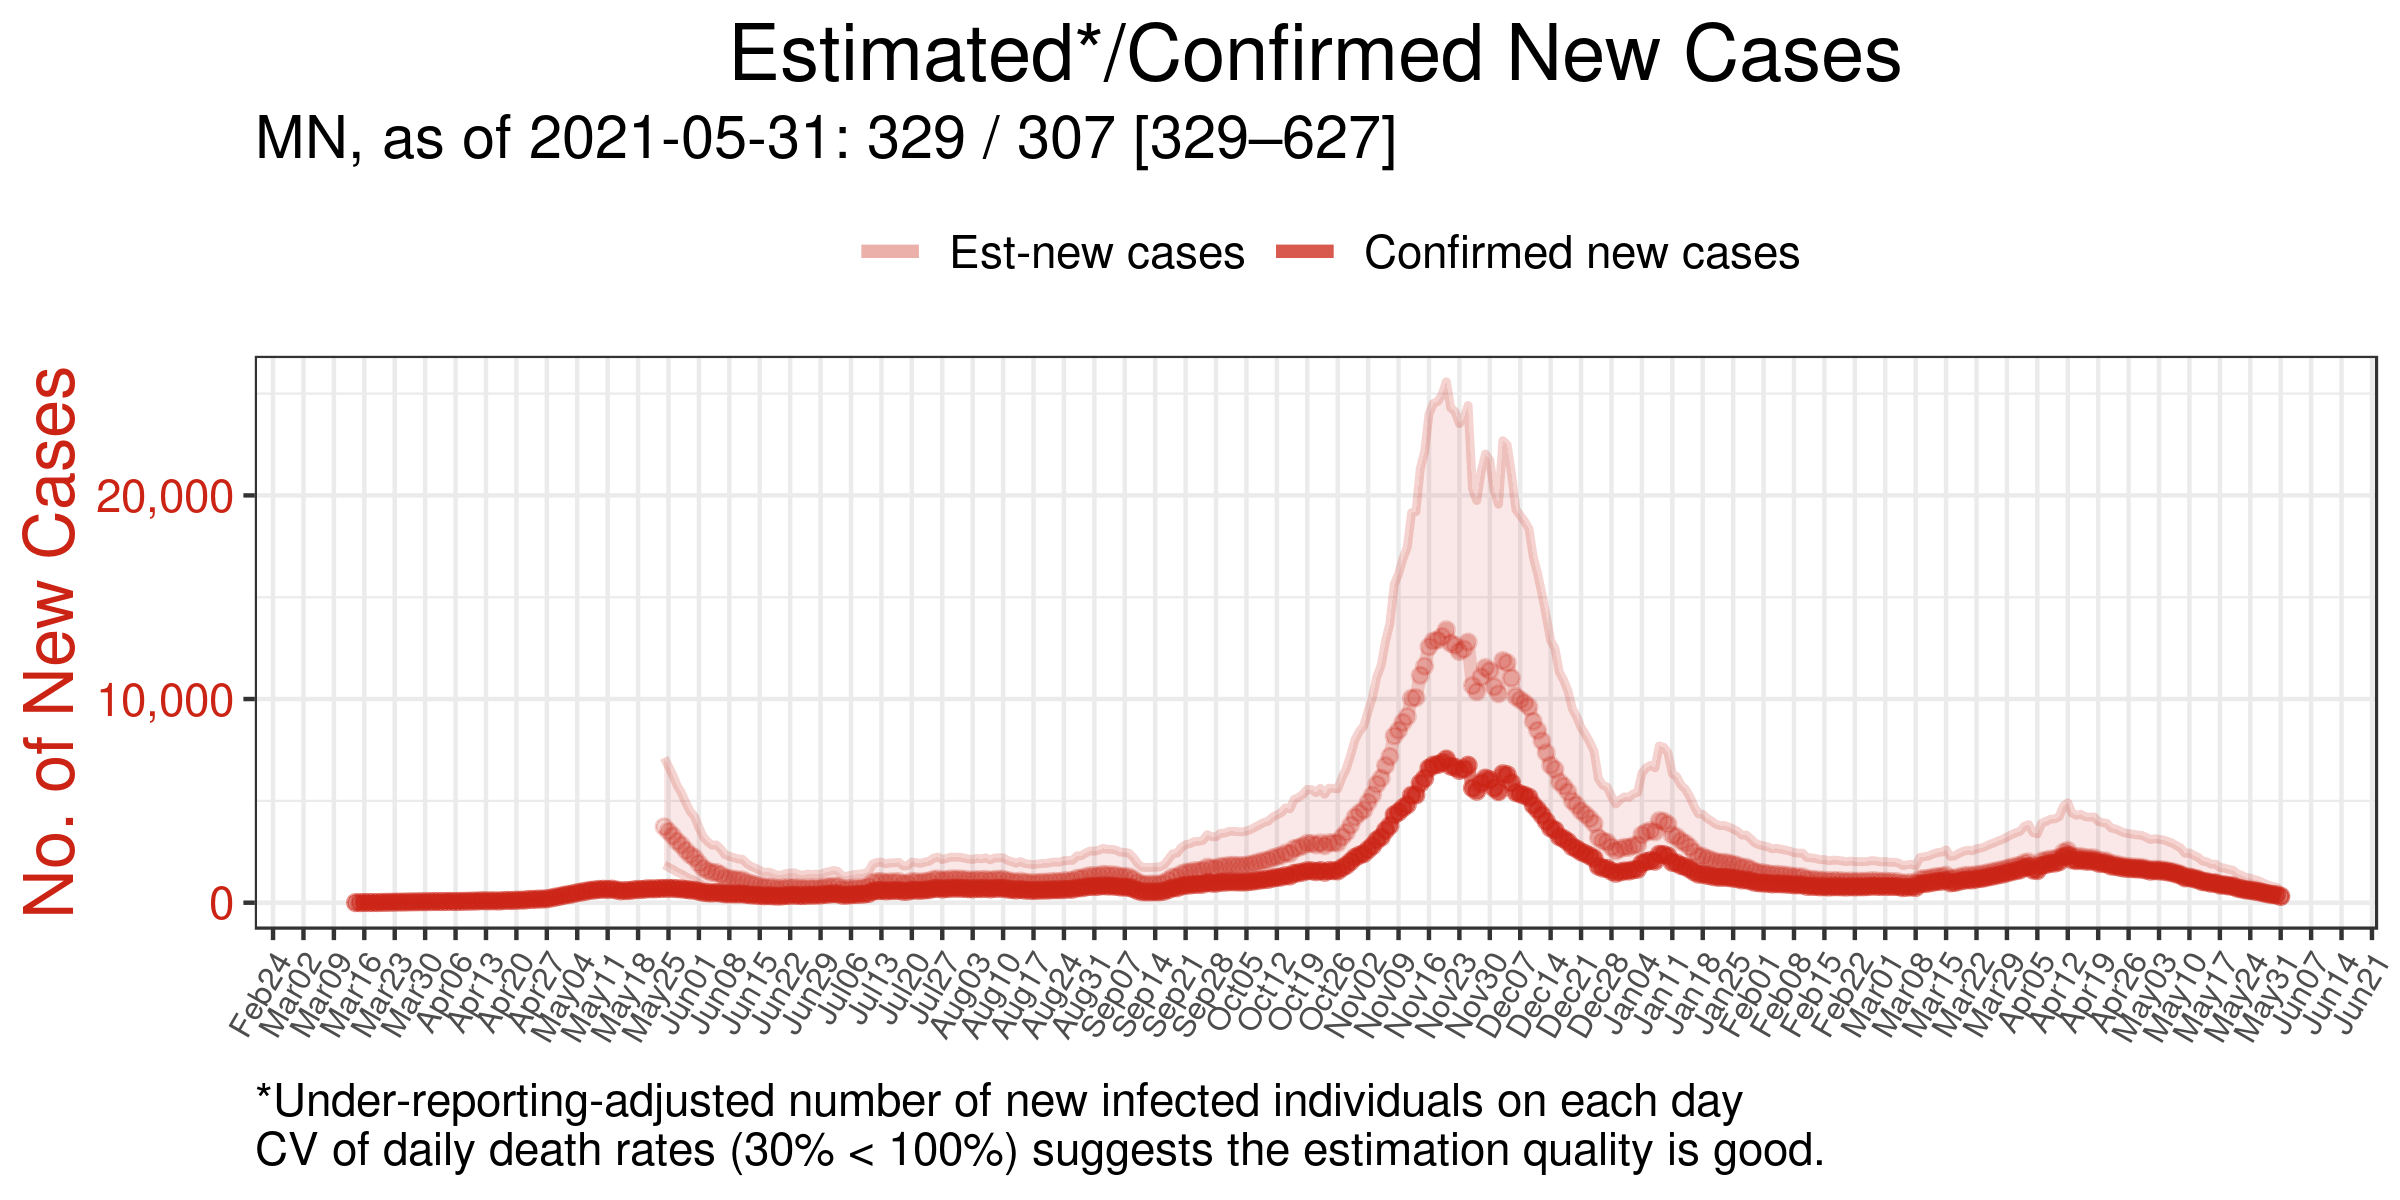 Estimated*/Confirmed New Cases
MN, as of 2021-05-31: 329 / 307 [329–627]
Est-new cases Confirmed new cases
No. of New Cases
20,000
10,000
0
Feb24 Mar02 Mar09 Mar16 Mar23 Mar30 Apr06 Apr13 Apr20 Apr27 May04 May11 May18 May25 Jun01 Jun08 Jun15 Jun22 Jun29 Jul06 Jul13 Jul20 Jul27 Aug03 Aug10 Aug17 Aug24 Aug31 Sep07 Sep14 Sep21 Sep28 Oct05 Oct12 Oct19 Oct26 Nov02 Nov09 Nov16 Nov23 Nov30 Dec07 Dec14 Dec21 Dec28 Jan04 Jan11 Jan18 Jan25 Feb01 Feb08 Feb15 Feb22 Mar01 Mar08 Mar15 Mar22 Mar29 Apr05 Apr12 Apr19 Apr26 May03 May10 May17 May24 May31 Jun07 Jun14 Jun21
*Under-reporting-adjusted number of new infected individuals on each day
CV of daily death rates (30% < 100%) suggests the estimation quality is good.